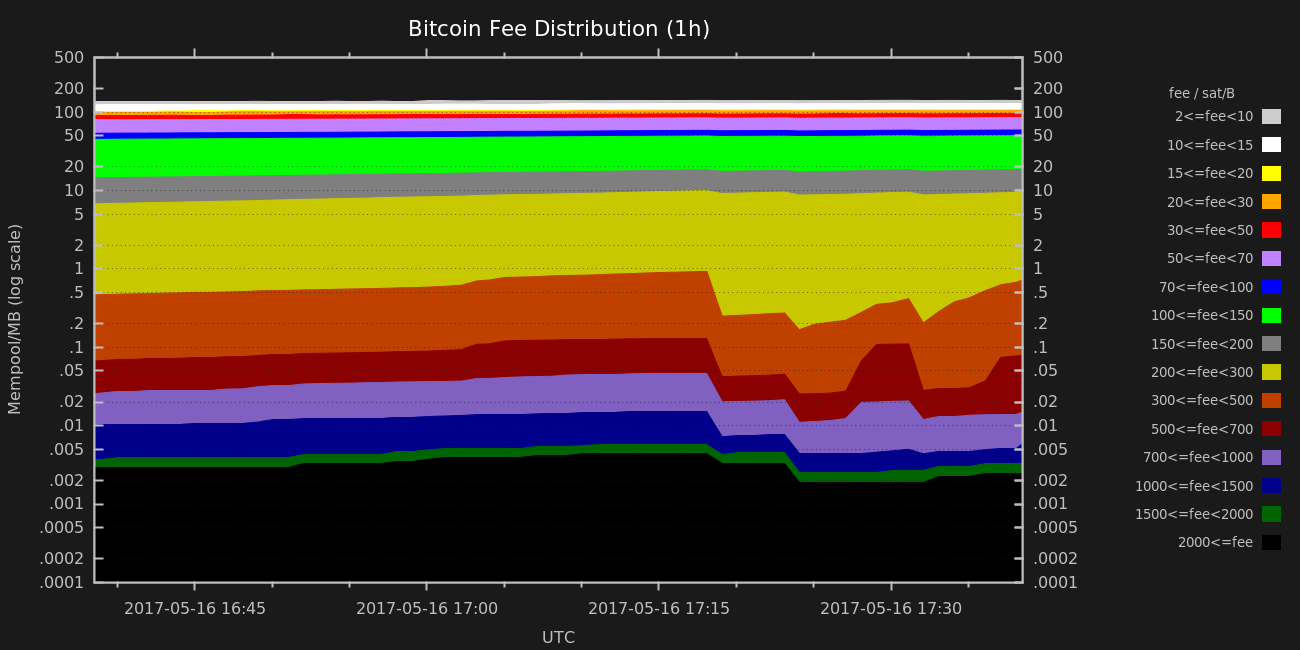 Bitcoin Fee Distribution (1h)
500 500
200 200
100 100
50 50
20 20
10 10
5 5
2 2
1 1
.5 .5
.2 .2
.1 .1
.05 .05
.02 .02
.01 .01
.005 .005
.002 .002
.001 .001
.0005 .0005
.0002 .0002
.0001 .0001
Mempool/MB (log scale)
2017-05-16 16:45 2017-05-16 17:00 2017-05-16 17:15 2017-05-16 17:30
UTC
fee / sat/B
2<=fee<10
10<=fee<15
15<=fee<20
20<=fee<30
30<=fee<50
50<=fee<70
70<=fee<100
100<=fee<150
150<=fee<200
200<=fee<300
300<=fee<500
500<=fee<700
700<=fee<1000
1000<=fee<1500
1500<=fee<2000
2000<=fee